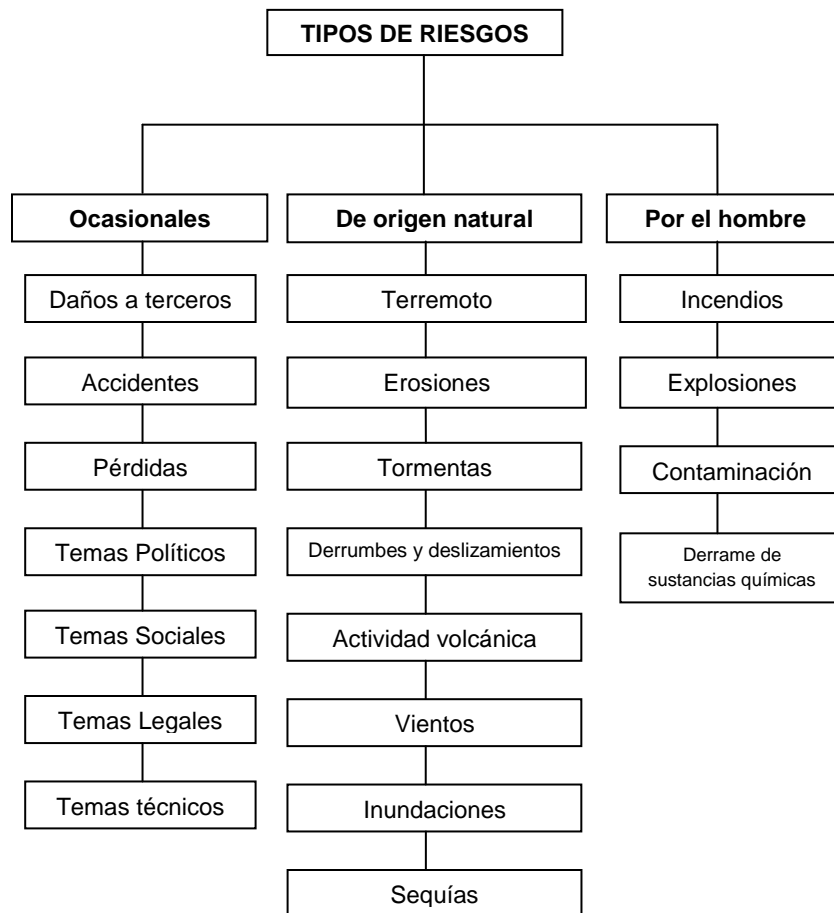 TIPOS DE RIESGOS
Ocasionales
Daños a terceros
Accidentes
Pérdidas
Temas Políticos
Temas Sociales
Temas Legales
Temas técnicos
De origen natural
Terremoto
Erosiones
Tormentas
Derrumbes y deslizamientos
Actividad volcánica
Vientos
Inundaciones
Sequías
Por el hombre
Incendios
Explosiones
Contaminación
Derrame de
sustancias químicas